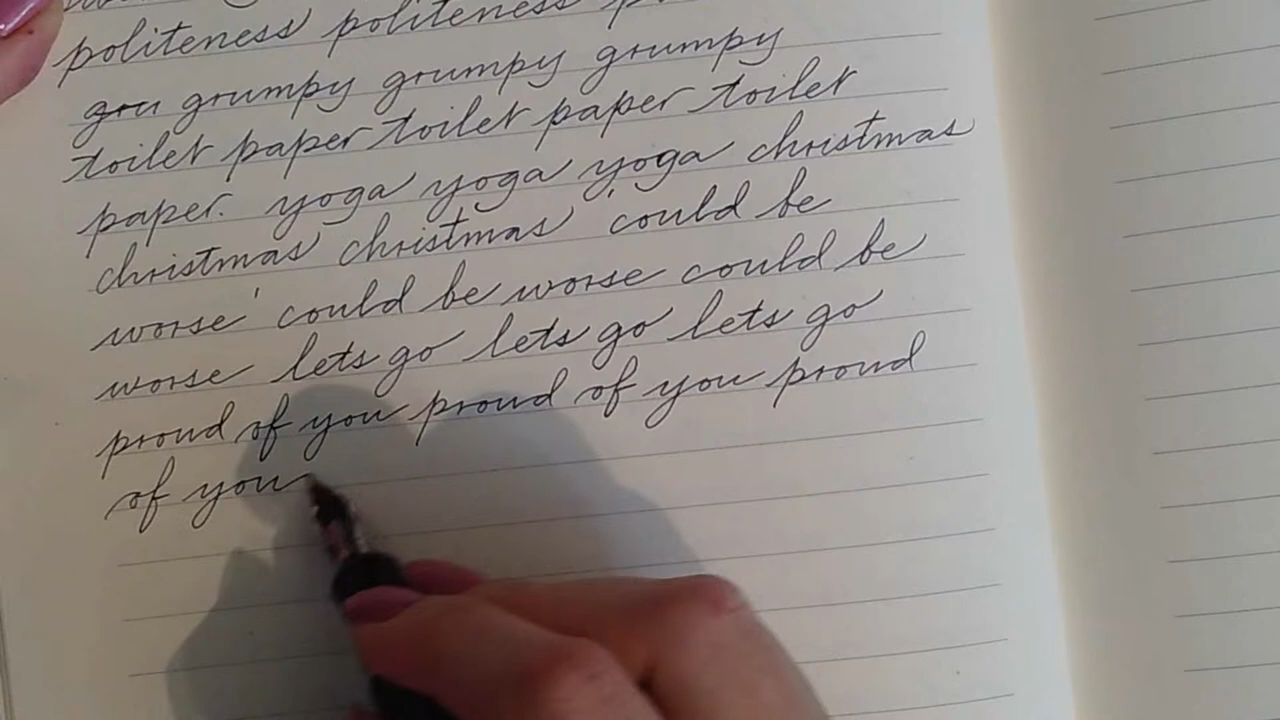 politeness politeness
gru grumpy grumpy grumpy
toilet paper toilet paper toilet
paper. yoga yoga yoga christmas
christmas christmas could be
worse could be worse could be
worse lets go lets go lets go
proud of you proud of you proud
of you